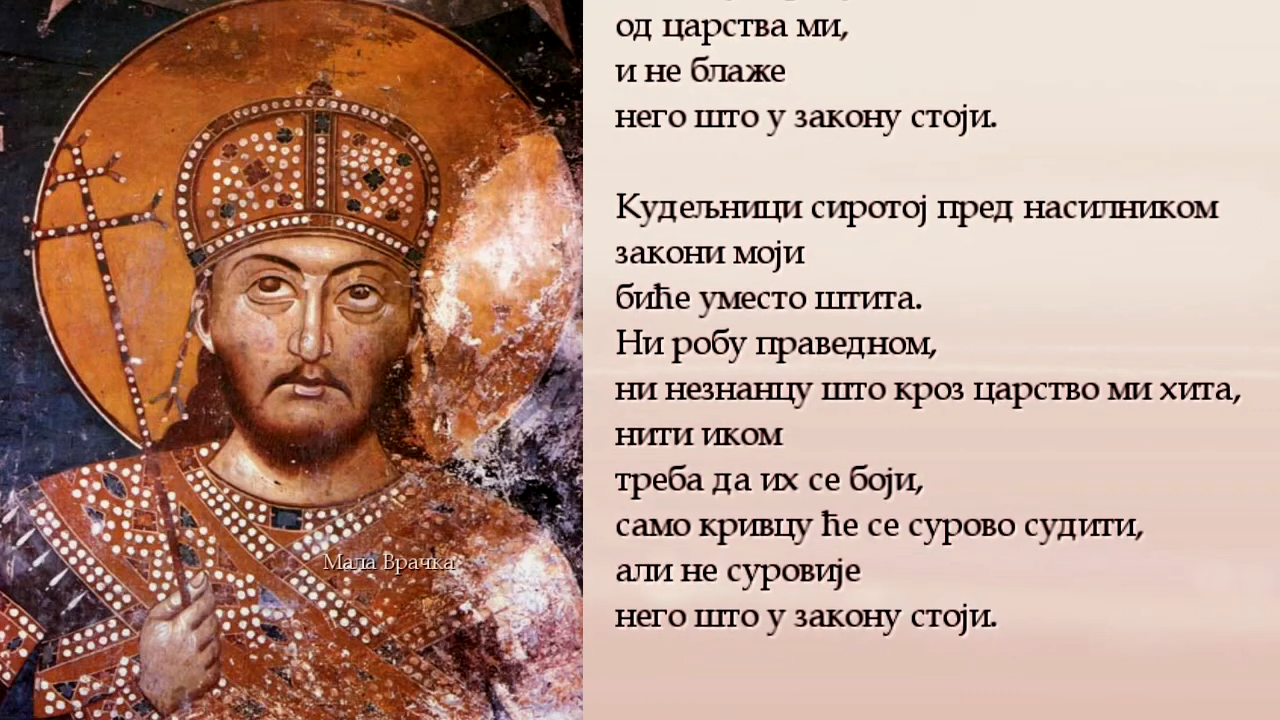 од царства ми,
и не блаже
него што у закону стоји.
Кудељници сиротој пред насилником
закони моји
биће уместо штита.
Ни робу праведном,
ни незнанцу што кроз царство ми хита,
нити иком
треба да их се боји,
само кривцу ће се сурово судити,
али не суровије
него што у закону стоји.
Мала Врачка